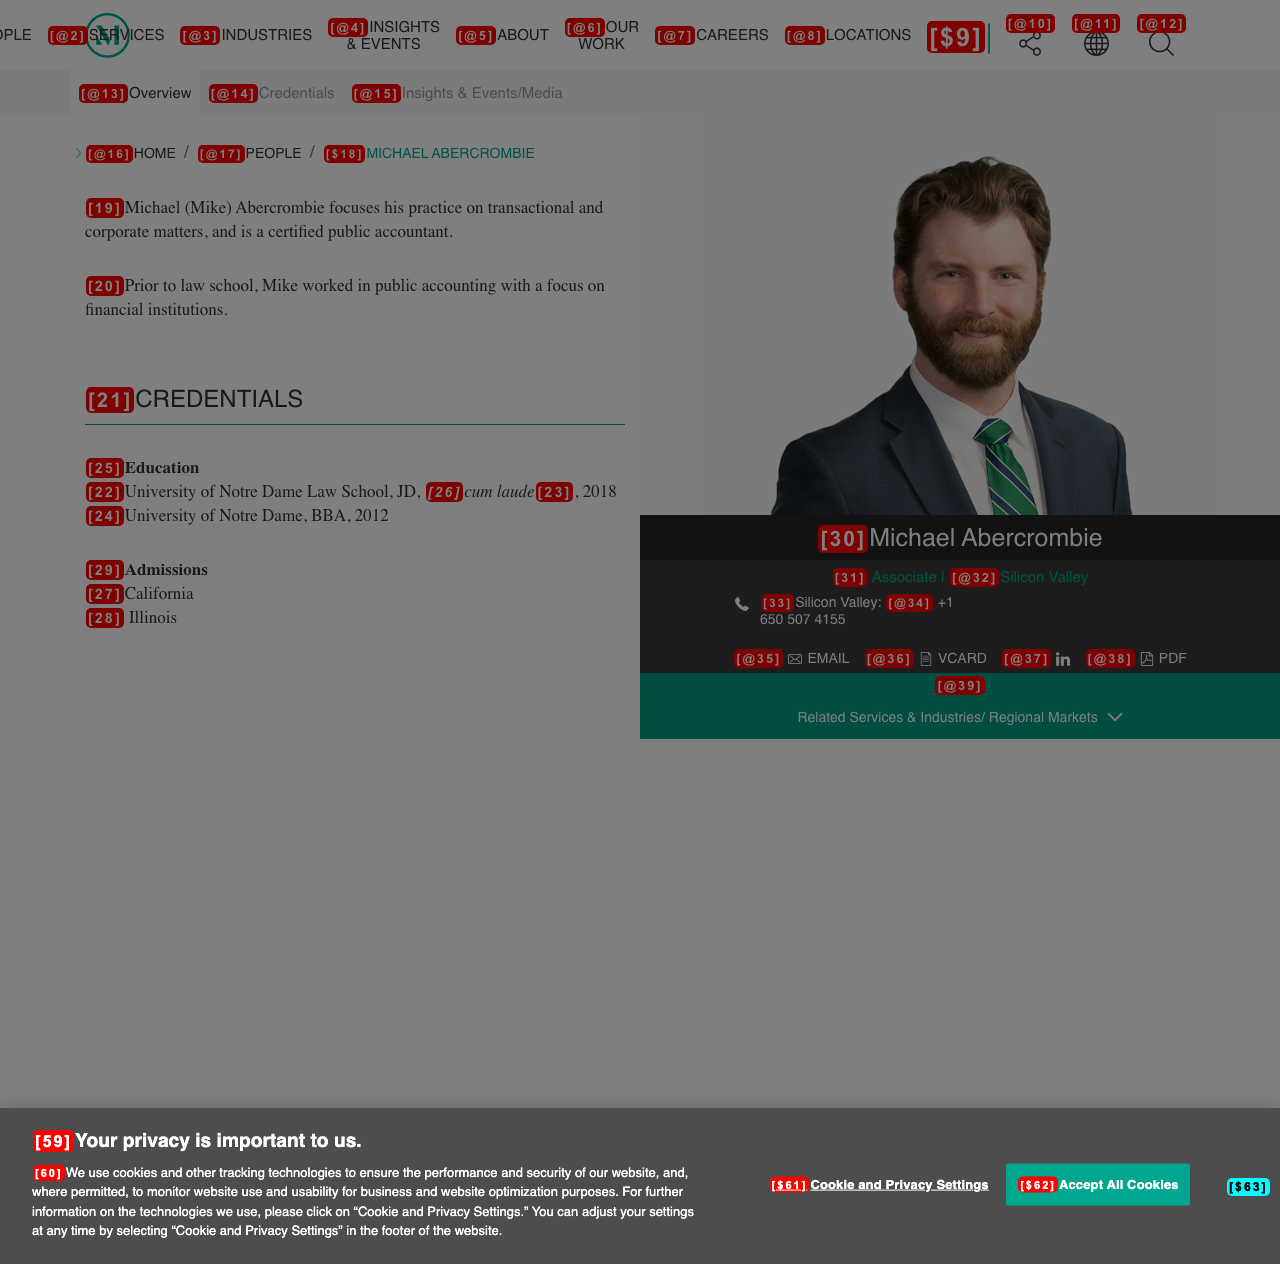 OPLE [@2]SERVICES [@3]INDUSTRIES [@4]INSIGHTS & EVENTS [@5]ABOUT [@6]OUR WORK [@7]CAREERS [@8]LOCATIONS [$9] [@10] [@11] [@12]
M
[@13]Overview [@14]Credentials [@15]Insights & Events/Media
[@16]HOME / [@17]PEOPLE / [$18]MICHAEL ABERCROMBIE
[19]Michael (Mike) Abercrombie focuses his practice on transactional and
corporate matters, and is a certified public accountant.
[20]Prior to law school, Mike worked in public accounting with a focus on
financial institutions.
[21]CREDENTIALS
[25]Education
[22]University of Notre Dame Law School, JD, [26]cum laude[23], 2018
[24]University of Notre Dame, BBA, 2012
[29]Admissions
[27]California
[28] Illinois
[30]Michael Abercrombie
[31] Associate | [@32]Silicon Valley
[33]Silicon Valley: [@34] +1
650 507 4155
[@35] EMAIL [@36] VCARD [@37] in [@38] PDF
[@39]
Related Services & Industries/ Regional Markets
[59]Your privacy is important to us.
[60]We use cookies and other tracking technologies to ensure the performance and security of our website, and,
where permitted, to monitor website use and usability for business and website optimization purposes. For further
information on the technologies we use, please click on “Cookie and Privacy Settings.” You can adjust your settings
at any time by selecting “Cookie and Privacy Settings” in the footer of the website.
[$61]Cookie and Privacy Settings [$62]Accept All Cookies [$63]